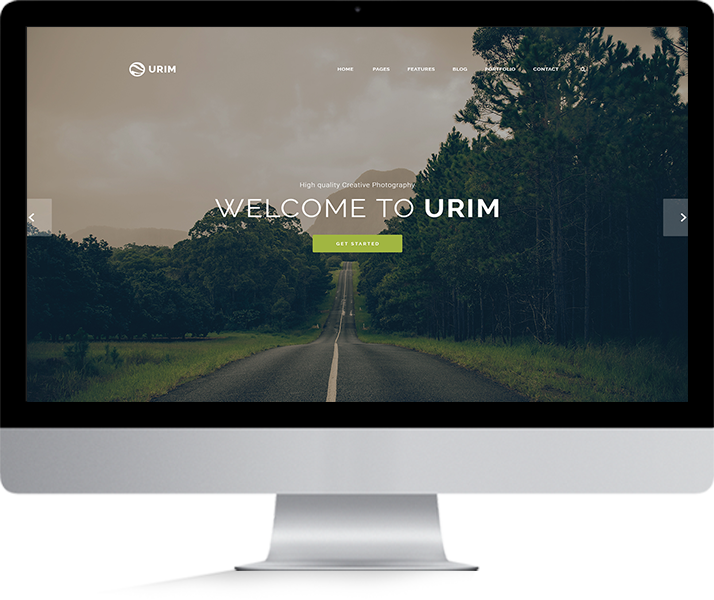 URIM
HOME PAGES FEATURES BLOG PORTFOLIO CONTACT
High quality Creative Photography
WELCOME TO URIM
GET STARTED